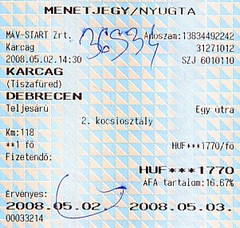 MENETJEGY/NYUGTA
MÁV-START Zrt. Adószám:13834492242
Karcag 31271012
2008.05.02.14:30 SZJ 6010110
KARCAG
(Tiszafüred)
DEBRECEN
Teljesárú Egy útra
2. kocsiosztály
Km:118
**1 fő HUF***1770/fő
Fizetendő:
HUF***1770
ÁFA tartalom:16.67%
Érvényes:
2008.05.02. - 2008.05.03.
00033214